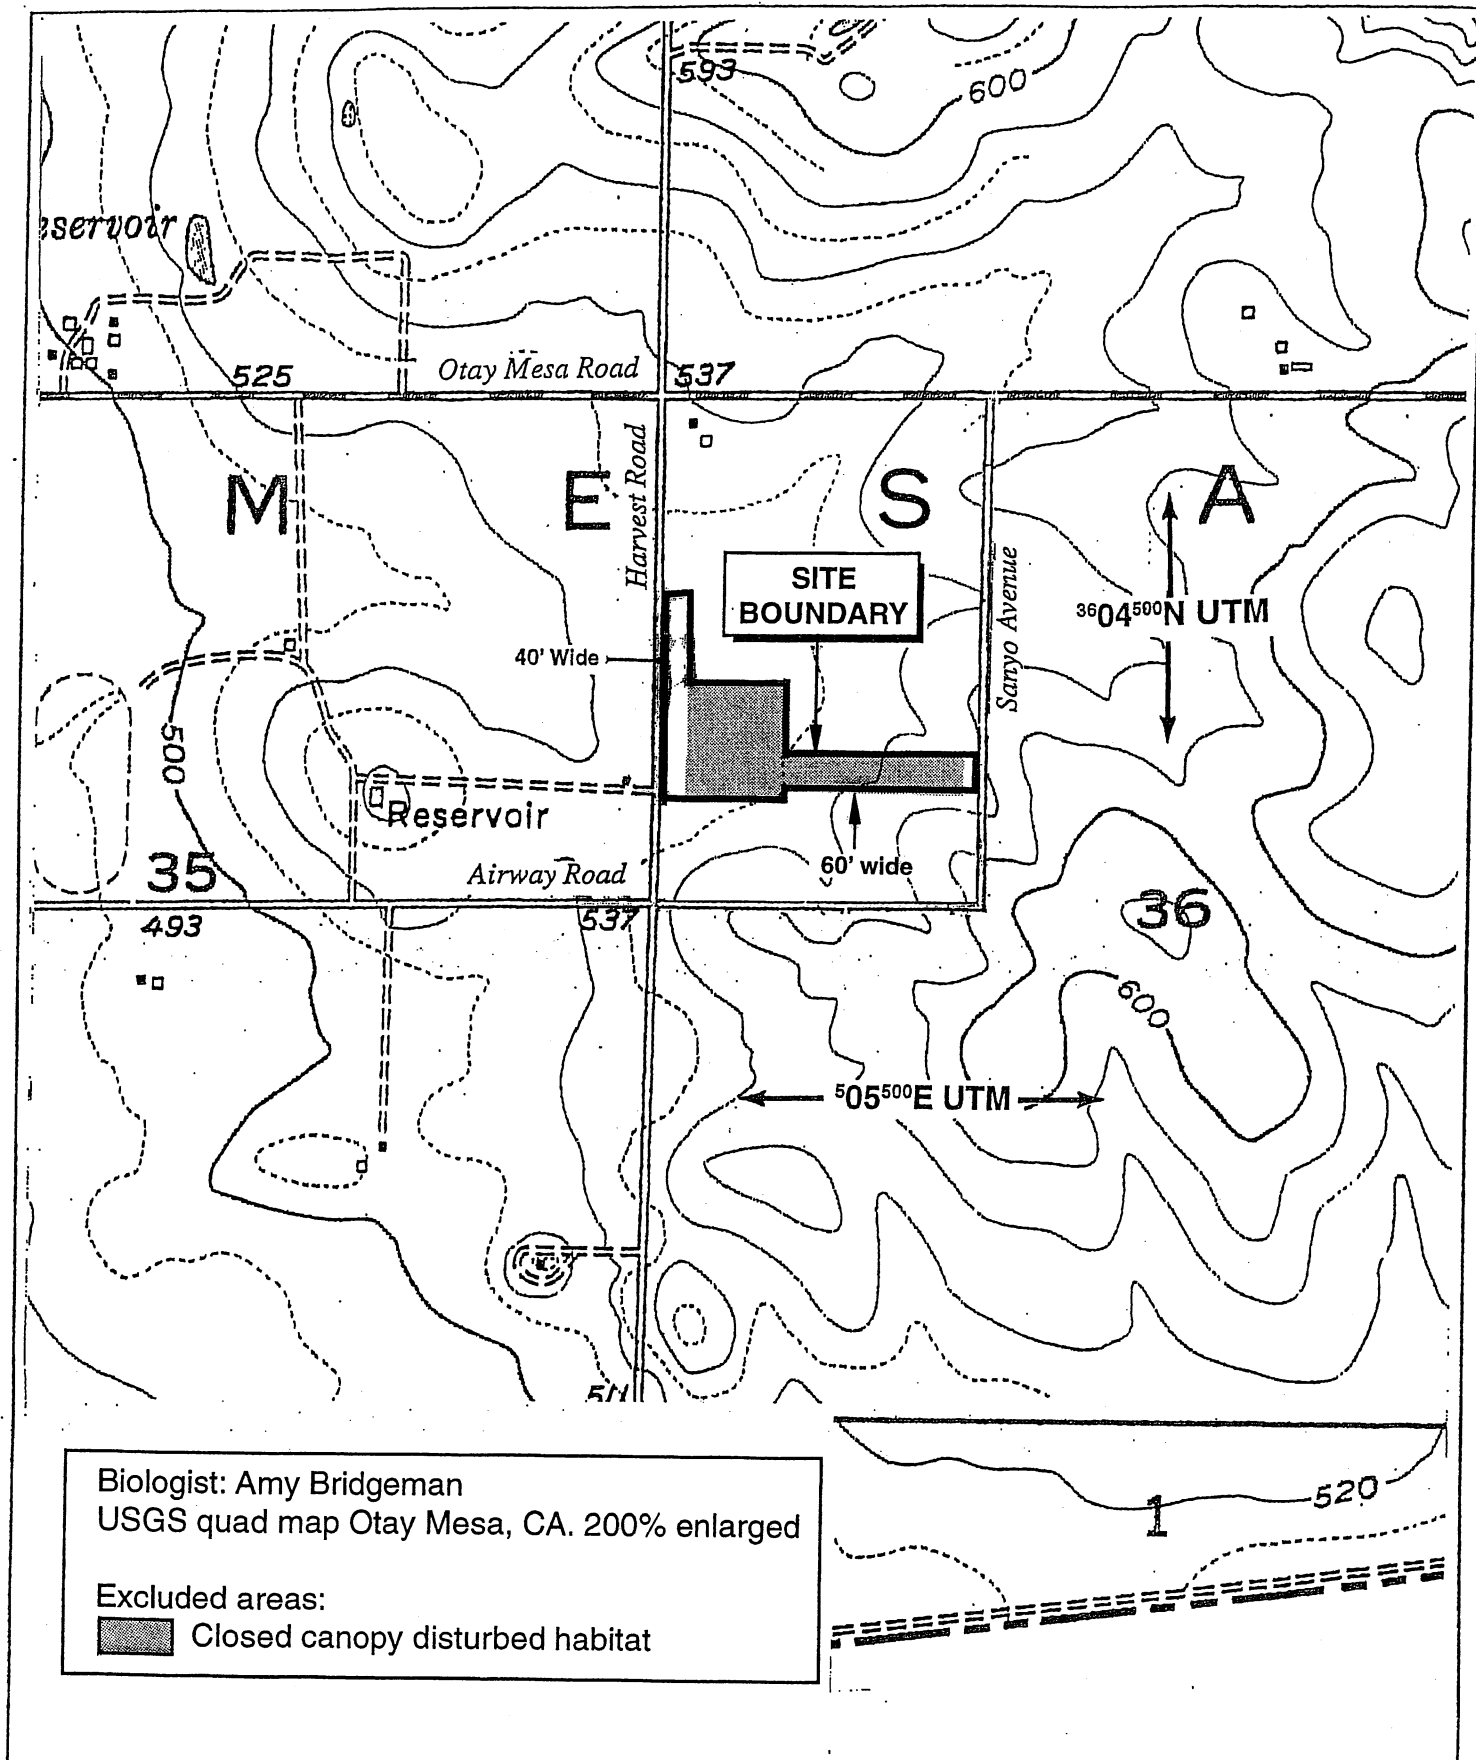 593
600
servoir
525
Otay Mesa Road
537
M
E
S
A
Harvest Road
SITE
BOUNDARY
Sanyo Avenue
3604500N UTM
40' Wide
500
Reservoir
60' wide
35
Airway Road
36
493
537
600
505500E UTM
Biologist: Amy Bridgeman
USGS quad map Otay Mesa, CA. 200% enlarged
Excluded areas:
Closed canopy disturbed habitat
520
1